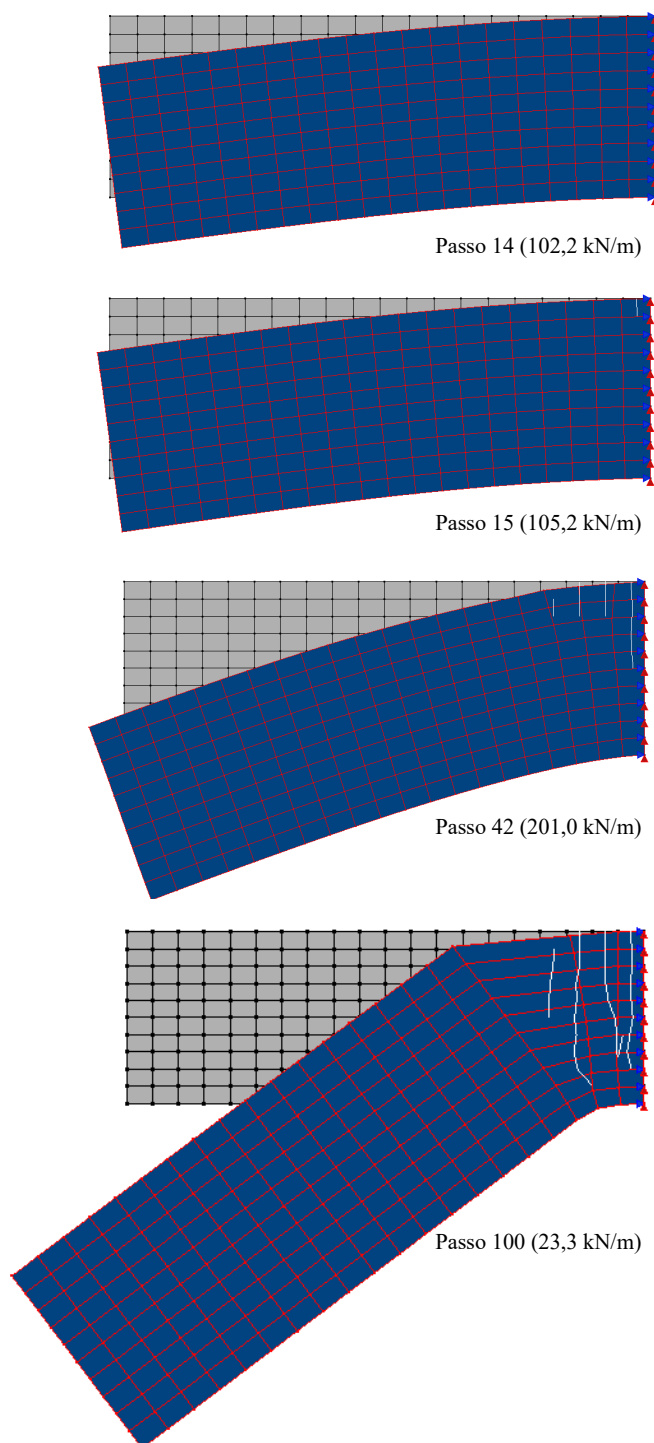 Passo 14 (102,2 kN/m)
Passo 15 (105,2 kN/m)
Passo 42 (201,0 kN/m)
Passo 100 (23,3 kN/m)